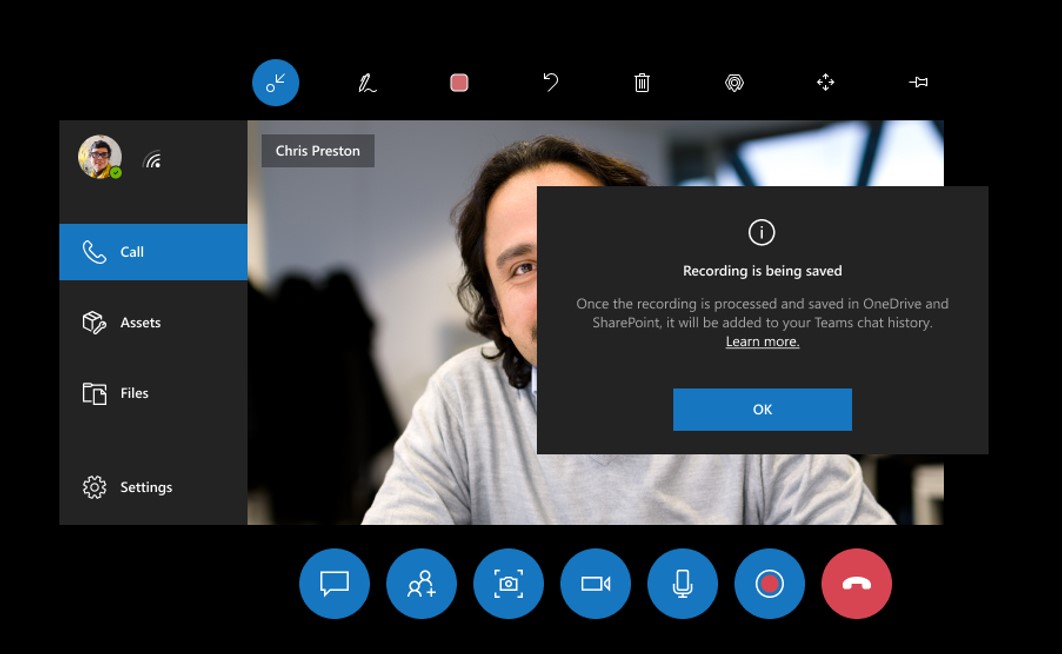 Chris Preston
Call
Assets
Files
Settings
Recording is being saved
Once the recording is processed and saved in OneDrive and
SharePoint, it will be added to your Teams chat history.
Learn more.
OK